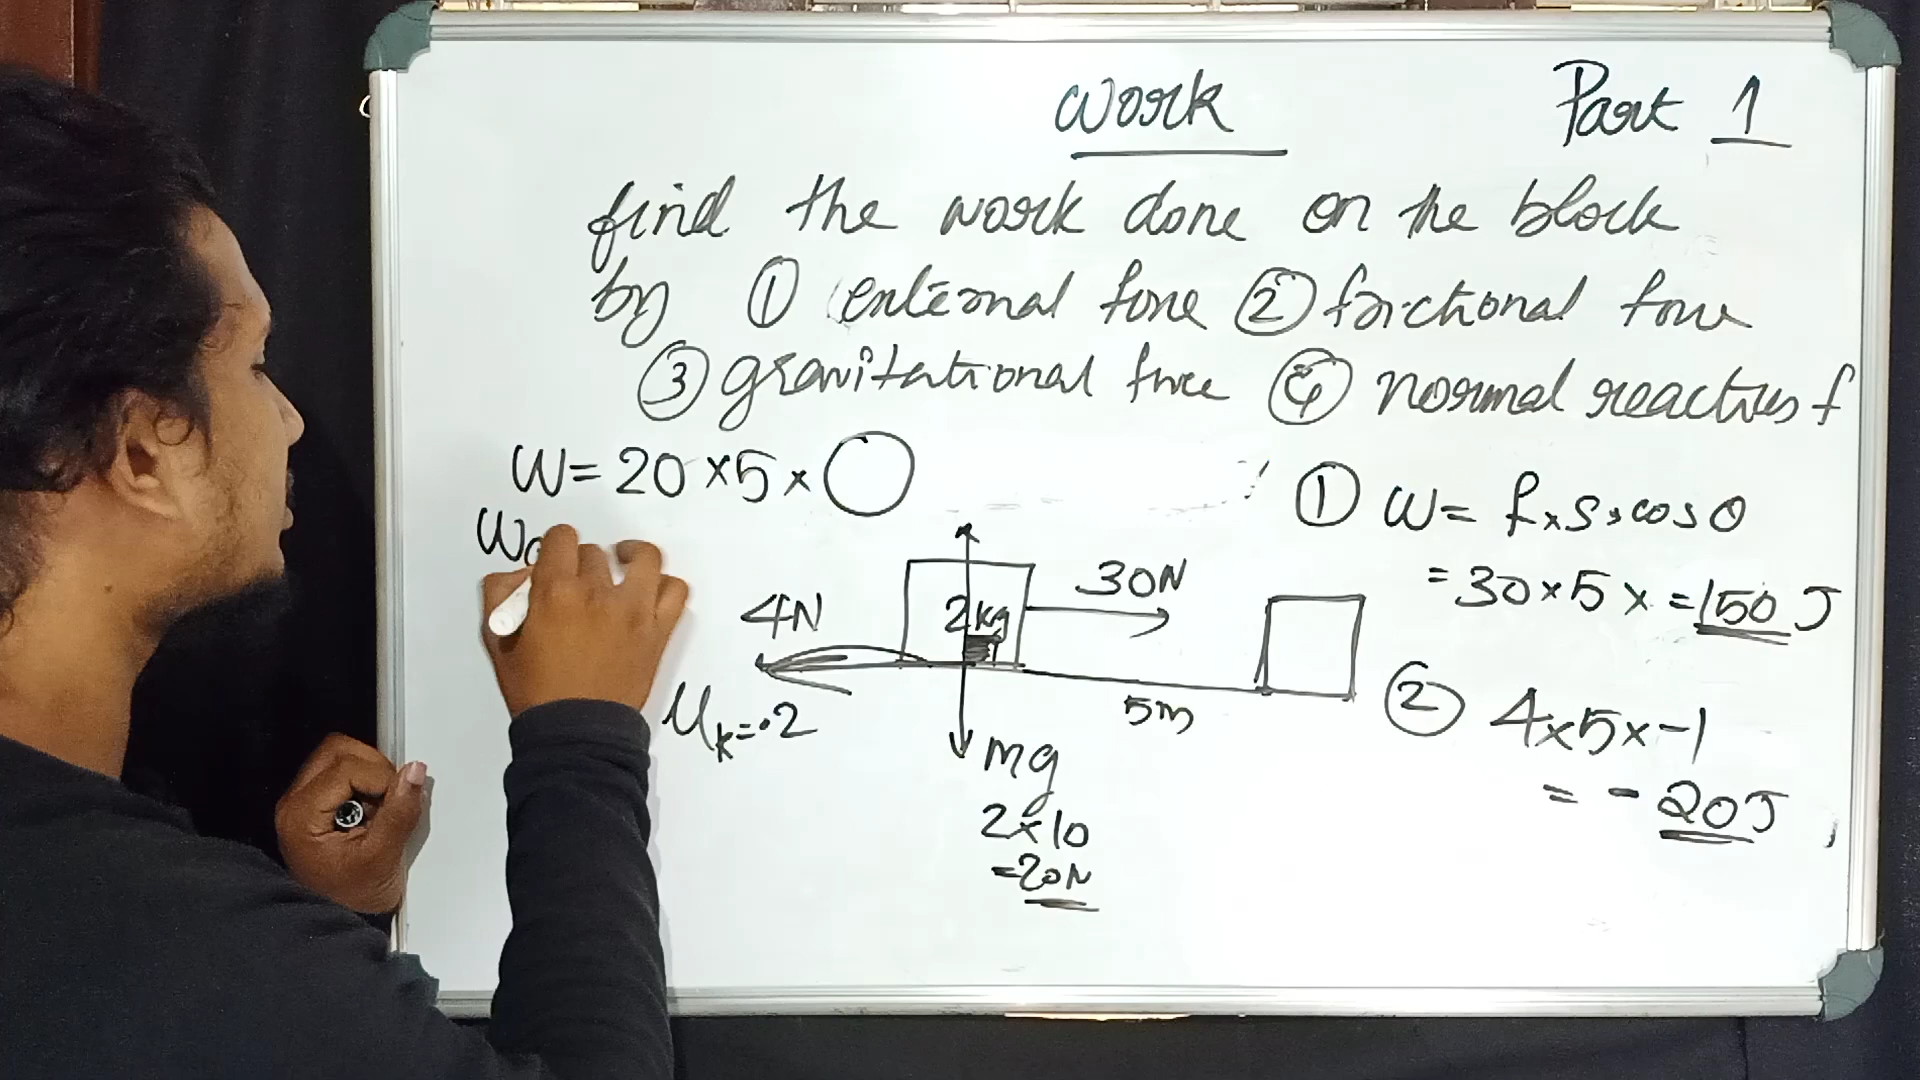 Work Part 1
find the work done on the block
by ① external force ② frictional force
③ gravitational force ④ normal reaction f
W = 20 × 5 × 0
① W = f × s × cos θ
= 30 × 5 × = 150 J
4N
2kg
30N
μk = .2
5m
② 4 × 5 × -1
= - 20J
mg
2 × 10
= 20N